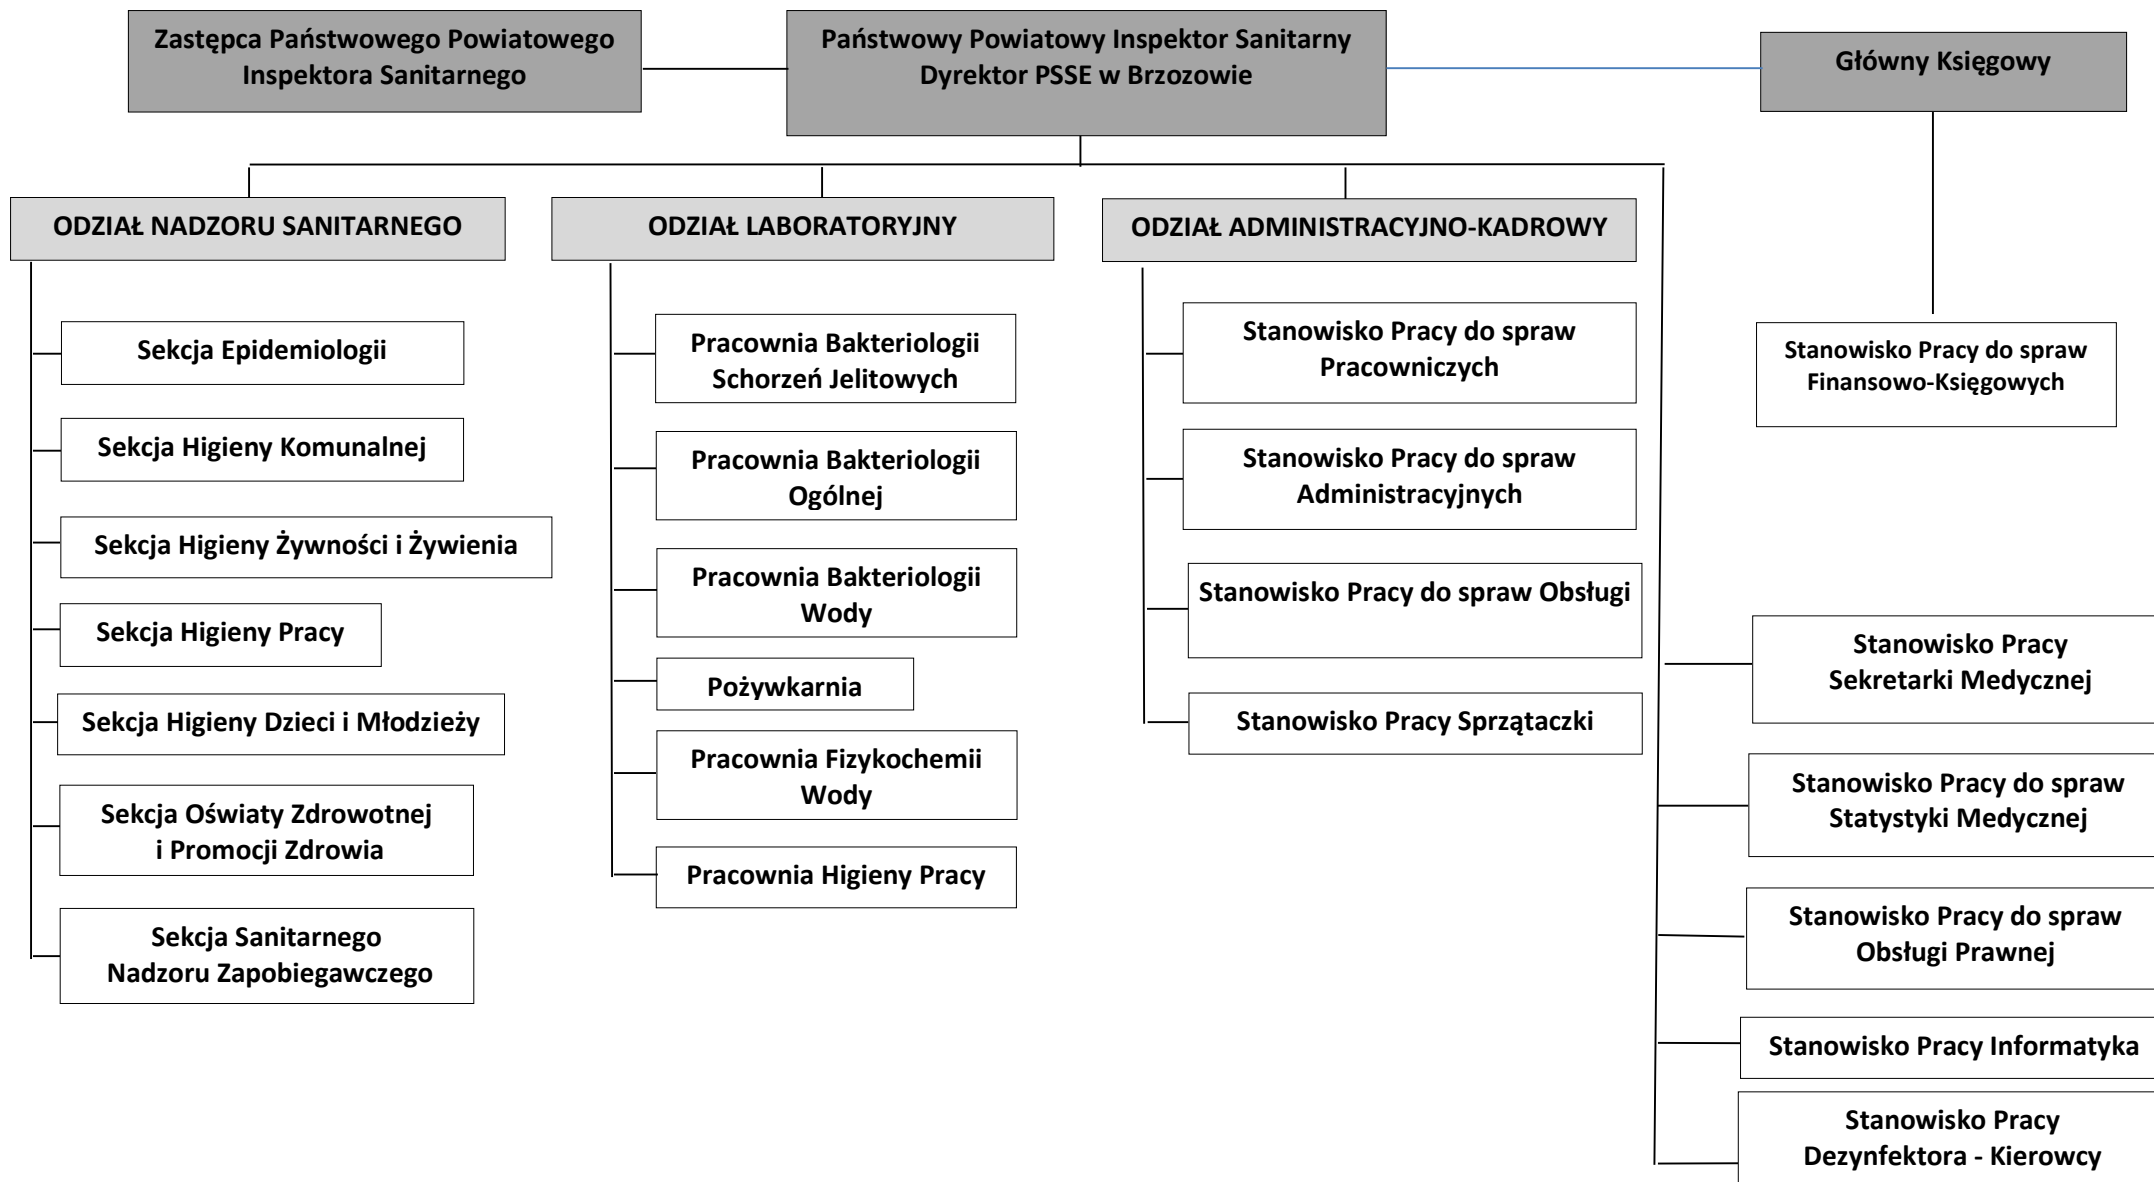 Zastępca Państwowego Powiatowego
Inspektora Sanitarnego
Państwowy Powiatowy Inspektor Sanitarny
Dyrektor PSSE w Brzozowie
Główny Księgowy
ODZIAŁ NADZORU SANITARNEGO
Sekcja Epidemiologii
Sekcja Higieny Komunalnej
Sekcja Higieny Żywności i Żywienia
Sekcja Higieny Pracy
Sekcja Higieny Dzieci i Młodzieży
Sekcja Oświaty Zdrowotnej
i Promocji Zdrowia
Sekcja Sanitarnego
Nadzoru Zapobiegawczego
ODZIAŁ LABORATORYJNY
Pracownia Bakteriologii
Schorzeń Jelitowych
Pracownia Bakteriologii
Ogólnej
Pracownia Bakteriologii
Wody
Pożywkarnia
Pracownia Fizykochemii
Wody
Pracownia Higieny Pracy
ODZIAŁ ADMINISTRACYJNO-KADROWY
Stanowisko Pracy do spraw
Pracowniczych
Stanowisko Pracy do spraw
Administracyjnych
Stanowisko Pracy do spraw Obsługi
Stanowisko Pracy Sprzątaczki
Stanowisko Pracy do spraw
Finansowo-Księgowych
Stanowisko Pracy
Sekretarki Medycznej
Stanowisko Pracy do spraw
Statystyki Medycznej
Stanowisko Pracy do spraw
Obsługi Prawnej
Stanowisko Pracy Informatyka
Stanowisko Pracy
Dezynfektora - Kierowcy